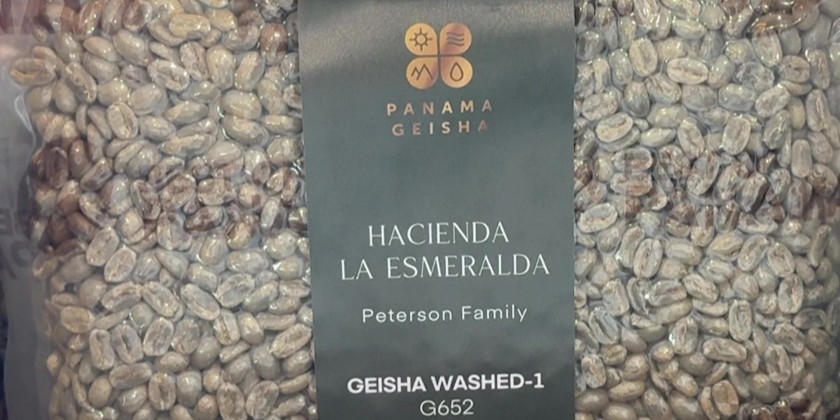 PANAMA
GEISHA
HACIENDA
LA ESMERALDA
Peterson Family
GEISHA WASHED-1
G652